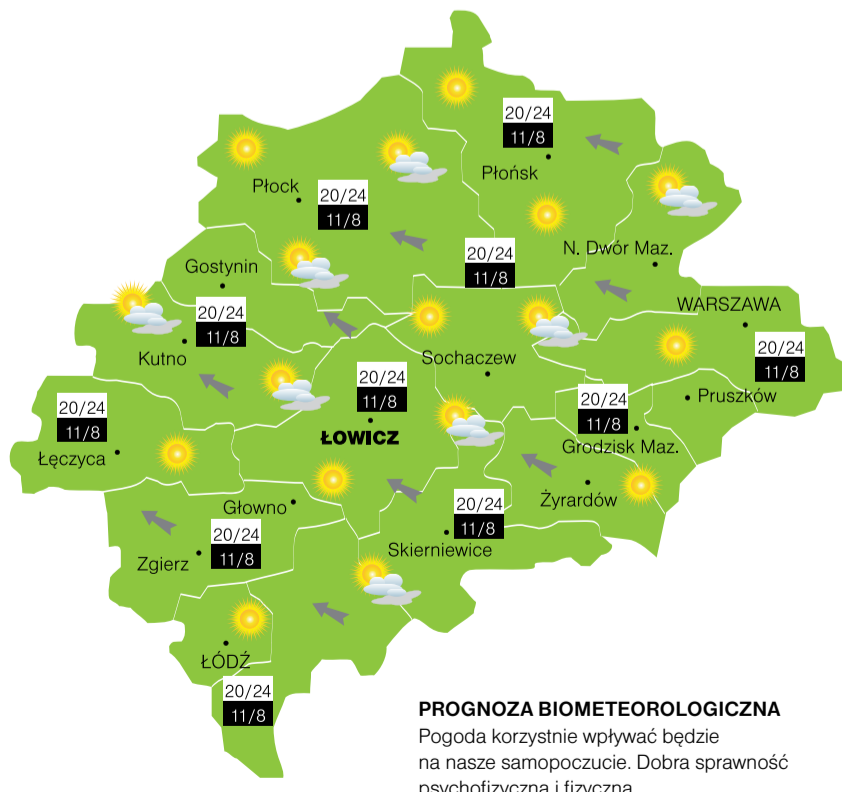 20/24
11/8
Płońsk
Płock
20/24
11/8
N. Dwór Maz.
20/24
11/8
Gostynin
WARSZAWA
20/24
11/8
Kutno
20/24
11/8
Sochaczew
20/24
11/8
ŁOWICZ
Pruszków
20/24
11/8
Grodzisk Maz.
20/24
11/8
Łęczyca
Żyrardów
Głowno
20/24
11/8
Skierniewice
20/24
11/8
Zgierz
ŁÓDŹ
20/24
11/8
PROGNOZA BIOMETEOROLOGICZNA
Pogoda korzystnie wpływać będzie
na nasze samopoczucie. Dobra sprawność
psychofizyczna i fizyczna